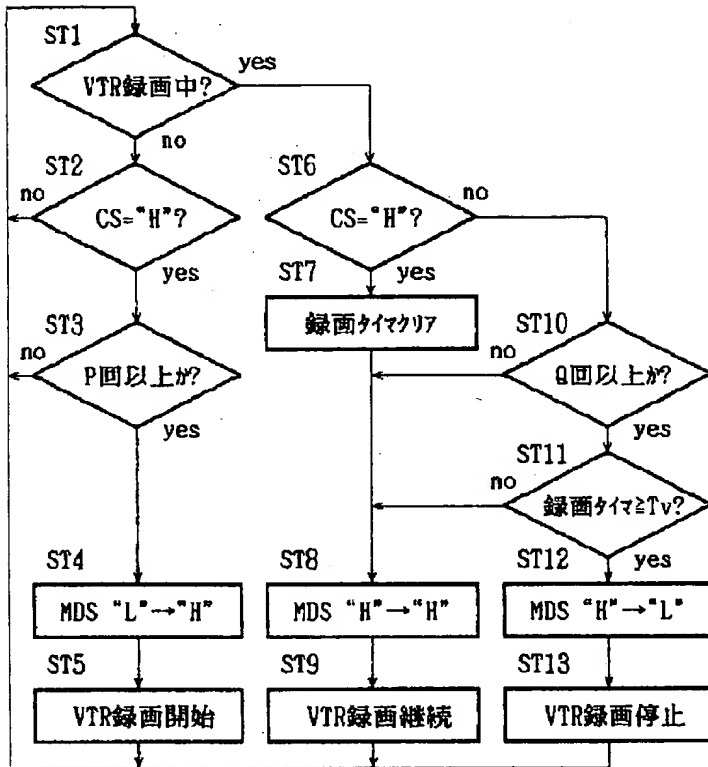 ST1
VTR録画中?
yes
no
ST2
no
CS=“H”?
yes
ST3
no
P回以上か?
yes
ST4
MDS “L”→“H”
ST5
VTR録画開始
ST6
CS=“H”?
no
yes
ST7
録画タイマクリア
ST8
MDS “H”→“H”
ST9
VTR録画継続
ST10
no
Q回以上か?
yes
ST11
no
録画タイマ≧Tv?
yes
ST12
MDS “H”→“L”
ST13
VTR録画停止